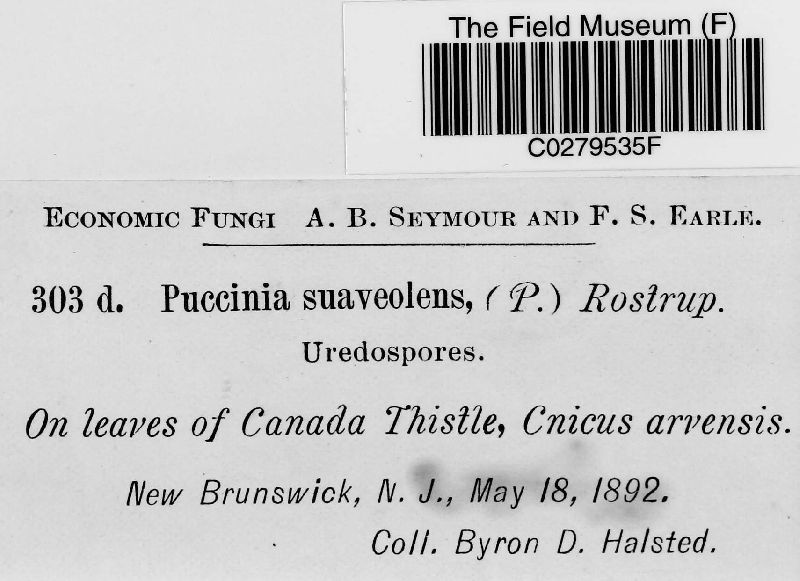 The Field Museum (F)
C0279535F
Economic Fungi A. B. Seymour and F. S. Earle.
303 d. Puccinia suaveolens, (P.) Rostrup.
Uredospores.
On leaves of Canada Thistle, Cnicus arvensis.
New Brunswick, N. J., May 18, 1892.
Coll. Byron D. Halsted.